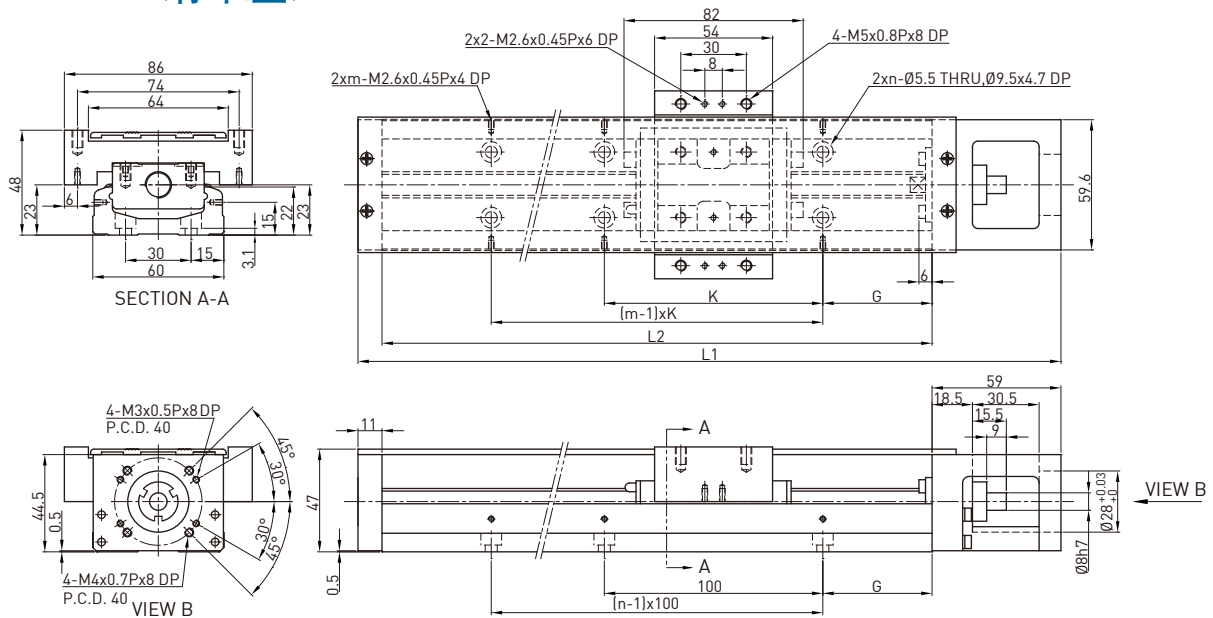 82
54
30
8
2x2-M2.6x0.45Px6 DP
4-M5x0.8Px8 DP
2xm-M2.6x0.45Px4 DP
2xn-Ø5.5 THRU,Ø9.5x4.7 DP
86
74
64
48
23
6
15
22
23
30
15
3.1
60
SECTION A-A
59.6
6
K
G
(m-1)xK
L2
L1
4-M3x0.5Px8DP
P.C.D. 40
45°
30°
30°
45°
44.5
0.5
4-M4x0.7Px8 DP
P.C.D. 40
VIEW B
11
A
47
0.5
A
100
G
(n-1)x100
59
18.5
30.5
15.5
9
VIEW B
Ø28 +0.03
+0
Ø8h7